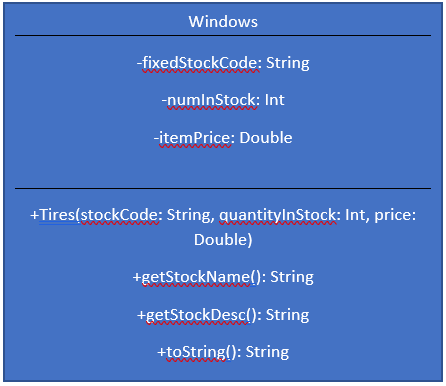 Windows
-fixedStockCode: String
-numInStock: Int
-itemPrice: Double
+Tires(stockCode: String, quantityInStock: Int, price:
Double)
+getStockName(): String
+getStockDesc(): String
+toString(): String